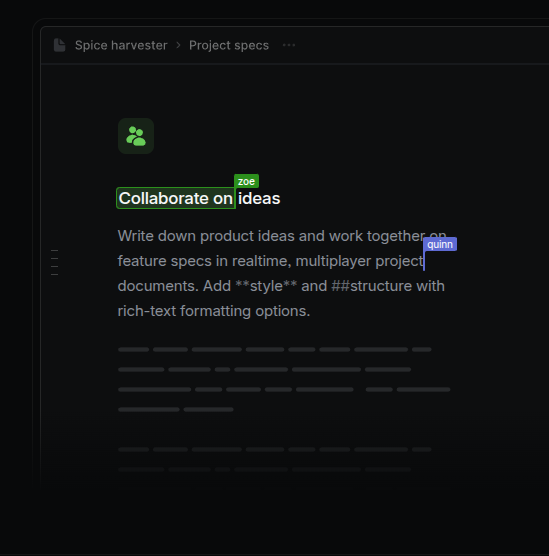 Spice harvester › Project specs ···
zoe
Collaborate on ideas
Write down product ideas and work together on
quinn
feature specs in realtime, multiplayer project
documents. Add **style** and ##structure with
rich-text formatting options.